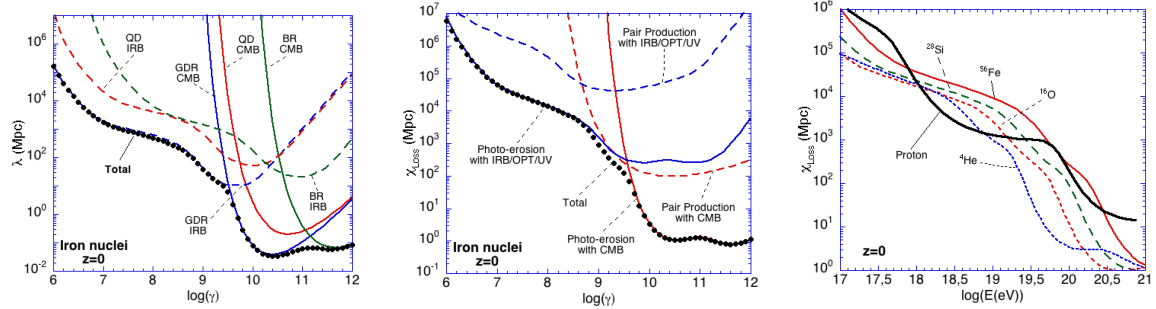 λ (Mpc)
10⁶
10⁴
10²
10⁰
10⁻²
QD
IRB
GDR
CMB
QD
CMB
BR
CMB
Total
GDR
IRB
BR
IRB
Iron nuclei
z=0
6 7 8 9 10 11 12
log(γ)
χLoss (Mpc)
10⁷
10⁶
10⁵
10⁴
10³
10²
10¹
10⁰
10⁻¹
Pair Production
with IRB/OPT/UV
Photo-erosion
with IRB/OPT/UV
Total
Pair Production
with CMB
Photo-erosion
with CMB
Iron nuclei
z=0
6 7 8 9 10 11 12
log(γ)
χLoss (Mpc)
10⁶
10⁵
10⁴
10³
10²
10¹
10⁰
²⁸Si
⁵⁶Fe
¹⁶O
Proton
⁴He
z=0
17 17,5 18 18,5 19 19,5 20 20,5 21
log(E(eV))